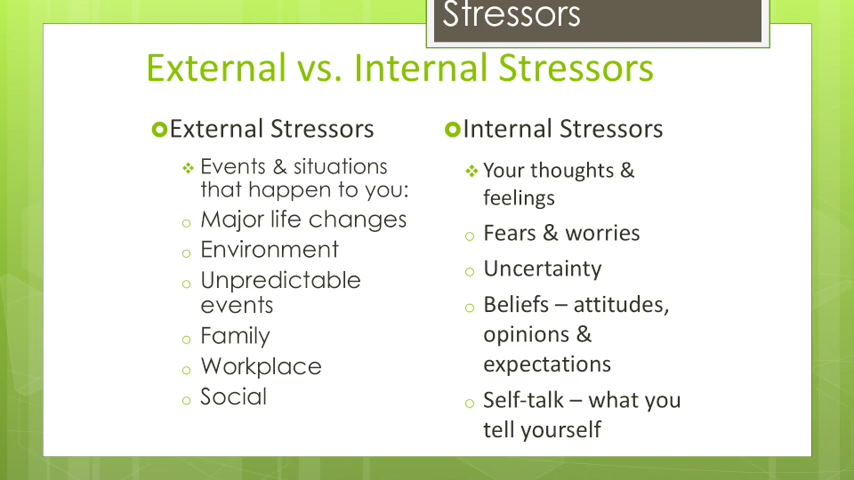 Stressors
External vs. Internal Stressors
External Stressors
Events & situations
that happen to you:
Major life changes
Environment
Unpredictable
events
Family
Workplace
Social
Internal Stressors
Your thoughts &
feelings
Fears & worries
Uncertainty
Beliefs – attitudes,
opinions &
expectations
Self-talk – what you
tell yourself